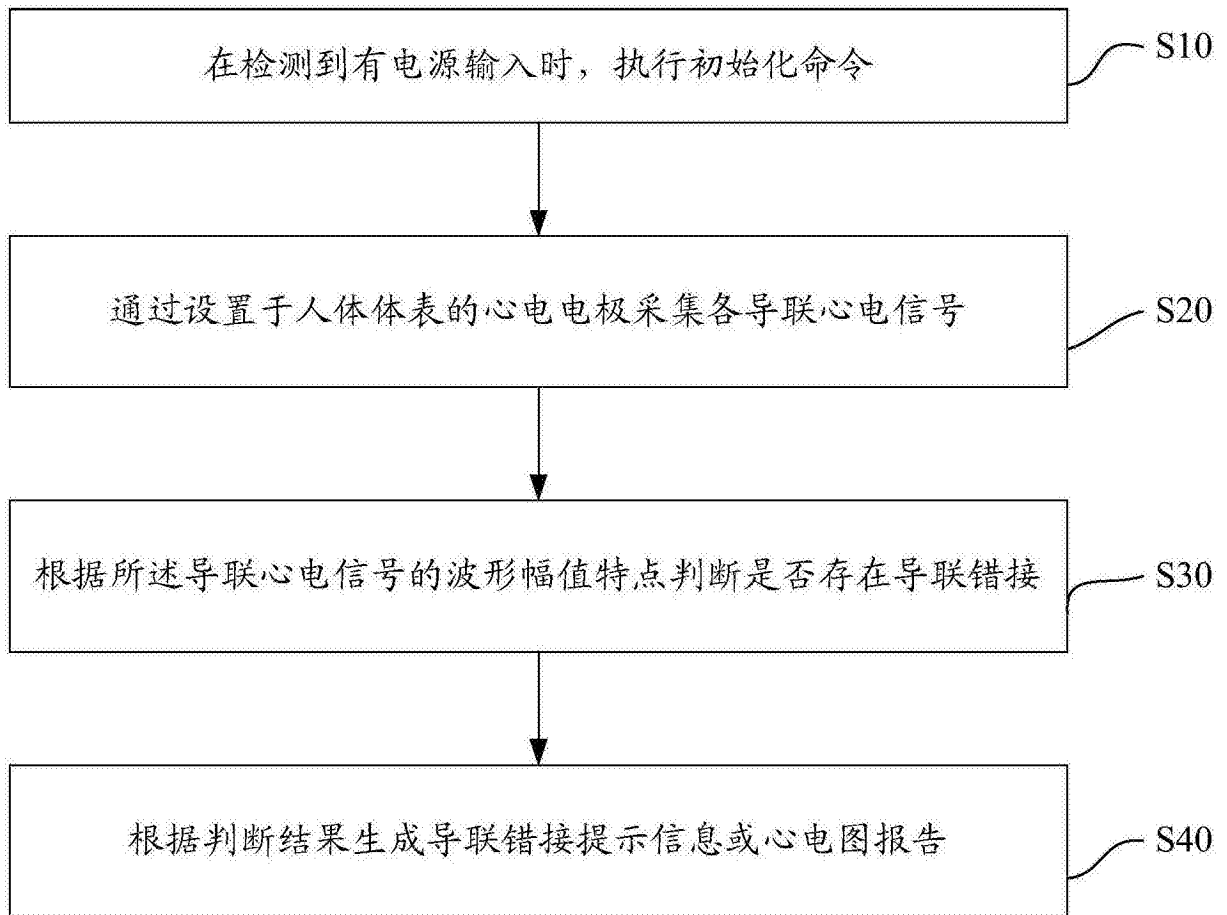 在检测到有电源输入时，执行初始化命令
S10
通过设置于人体体表的心电电极采集各导联心电信号
S20
根据所述导联心电信号的波形幅值特点判断是否存在导联错接
S30
根据判断结果生成导联错接提示信息或心电图报告
S40